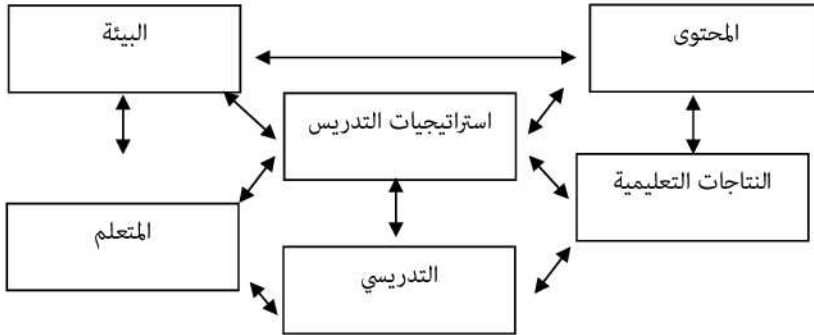 المحتوى
البيئة
استراتيجيات التدريس
النتاجات التعليمية
المتعلم
التدريسي